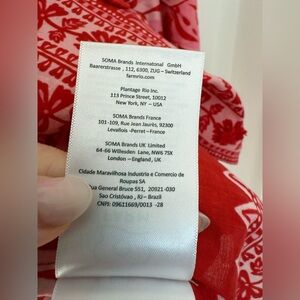 SOMA Brands International GmbH
Baarerstrasse , 112, 6300, ZUG – Switzerland
farmrio.com
Plantage Rio Inc.
113 Prince Street, 10012
New York, NY – USA
SOMA Brands France
101-109, Rue Jean Jaurès, 92300
Levallois -Perret –France
SOMA Brands UK Limited
64-66 Willesden Lane, NW6 7SX
London – England, UK
Cidade Maravilhosa Industria e Comercio de
Roupas SA
Rua General Bruce 551, 20921-030
Sao Cristóvao , RJ – Brazil
CNPJ: 09611669/0013 -28